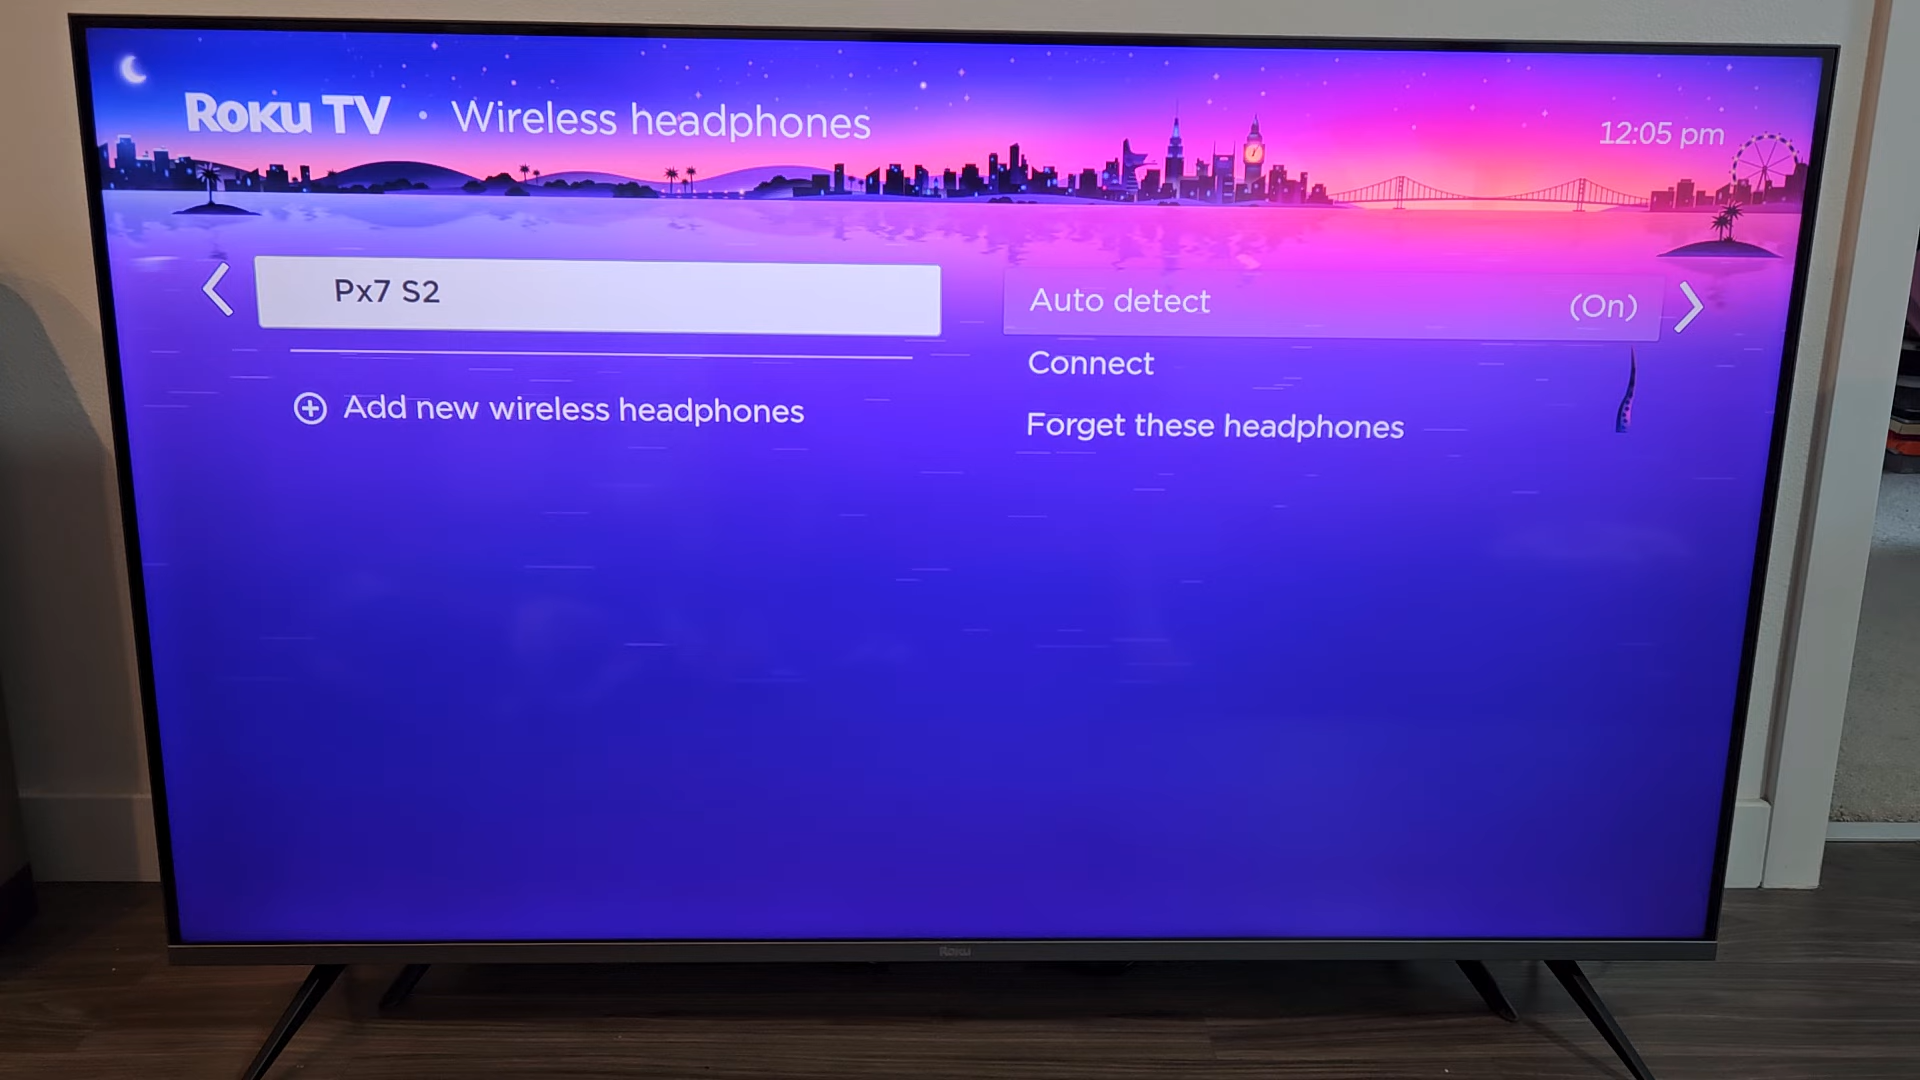 Roku TV • Wireless headphones
12:05 pm
Px7 S2
Add new wireless headphones
Auto detect (On)
Connect
Forget these headphones
Roku